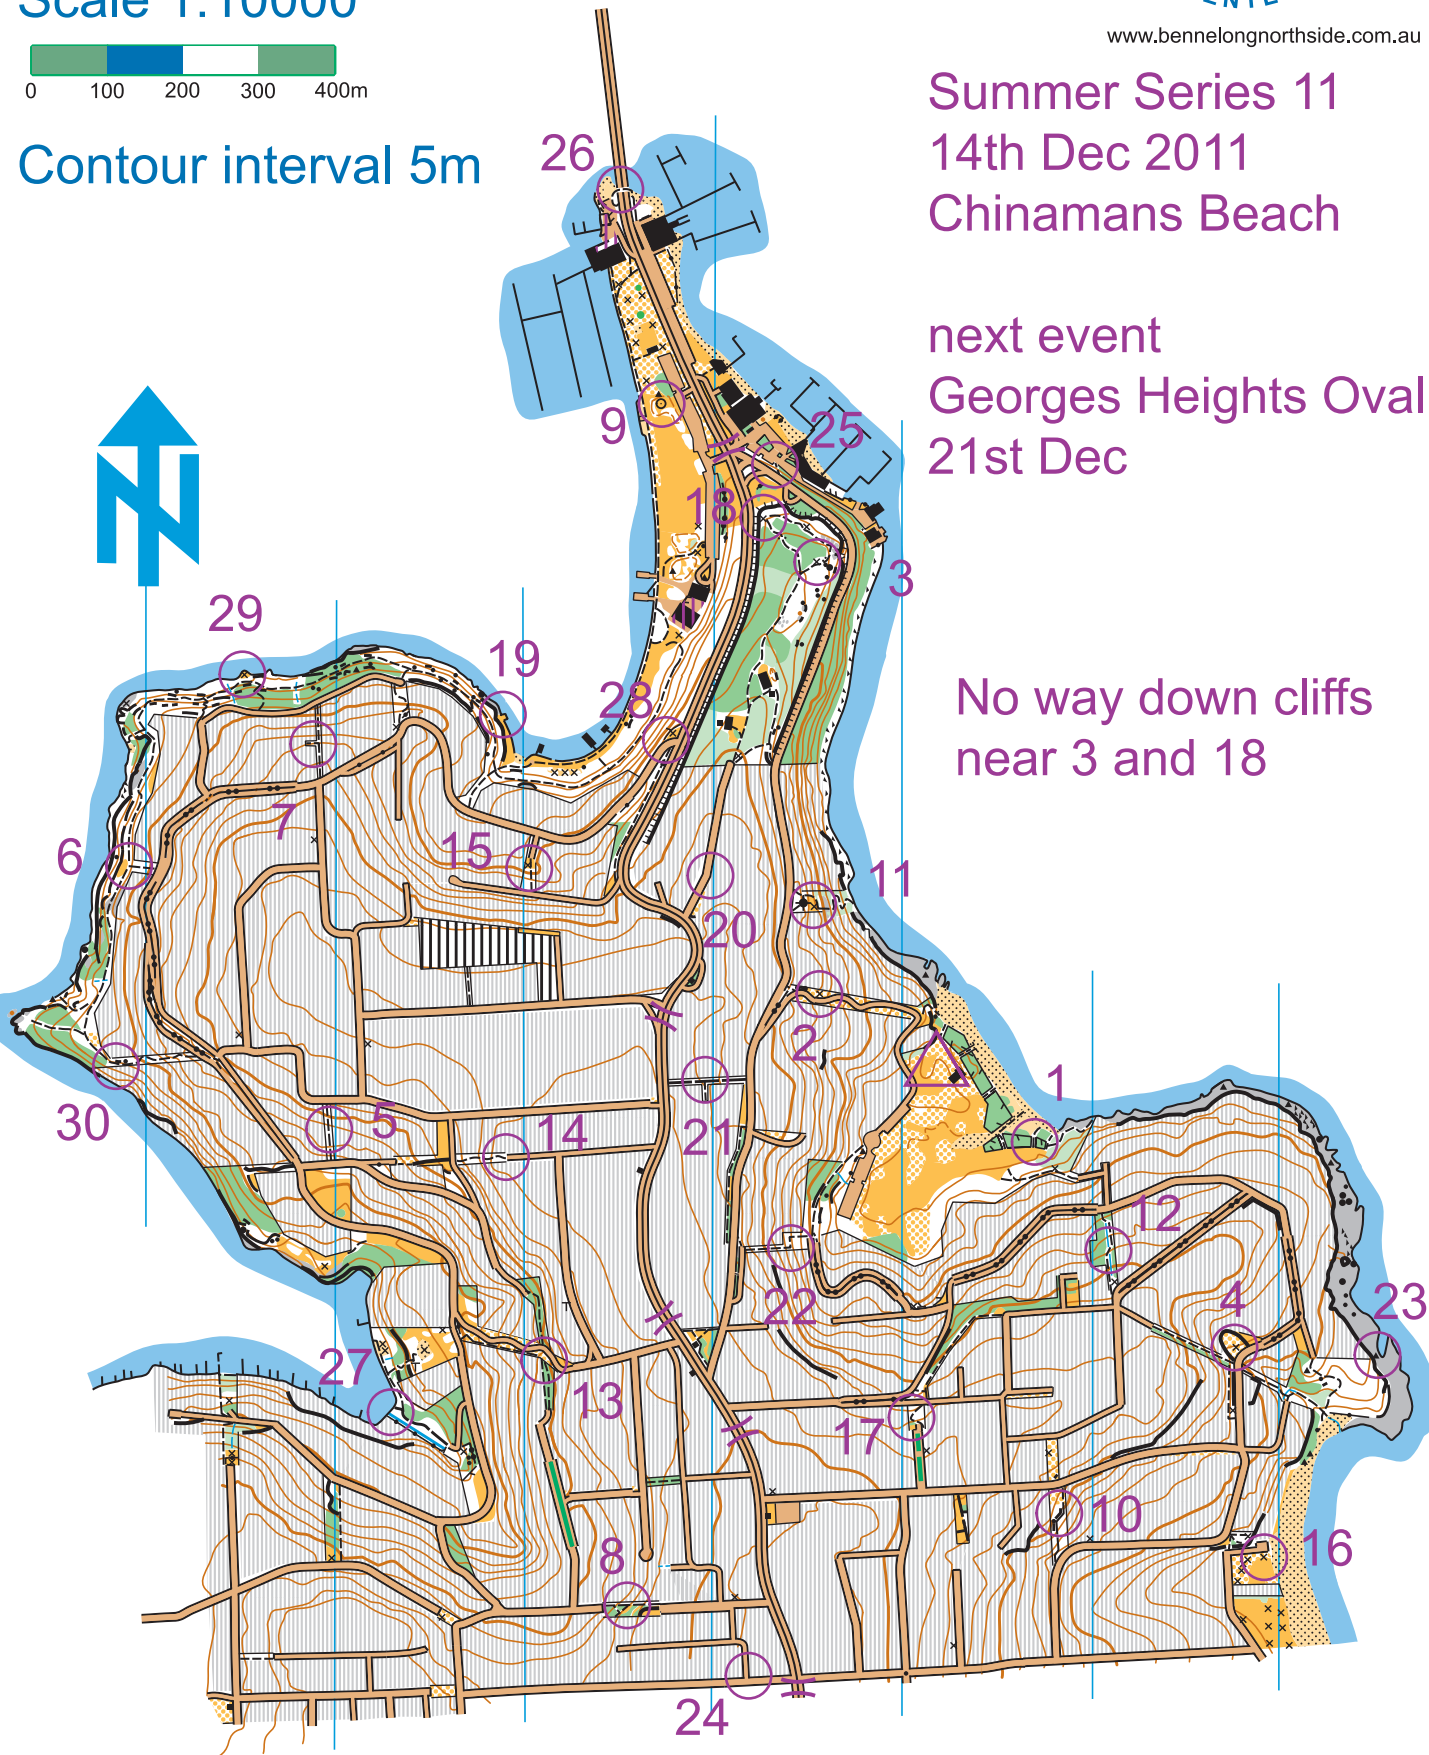 Scale 1:10000
0 100 200 300 400m
Contour interval 5m
www.bennelongnorthside.com.au
Summer Series 11
14th Dec 2011
Chinamans Beach
next event
Georges Heights Oval
21st Dec
No way down cliffs
near 3 and 18
N
26
9
25
18
3
29
19
28
7
6
15
11
20
2
1
30
5
14
21
12
22
4
23
27
13
17
10
8
16
24